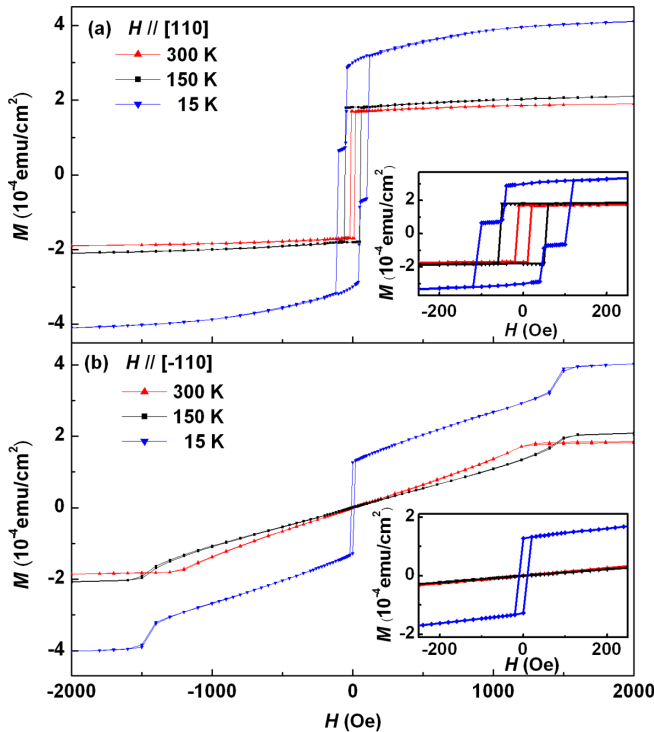 (a) H // [110]
300 K
150 K
15 K
M (10⁻⁴emu/cm²)
4
2
0
-2
-4
M (10⁻⁴emu/cm²)
2
0
-2
-200 0 200
H (Oe)
(b) H // [-110]
300 K
150 K
15 K
M (10⁻⁴emu/cm²)
4
2
0
-2
-4
M (10⁻⁴emu/cm²)
2
0
-2
-200 0 200
H (Oe)
-2000 -1000 0 1000 2000
H (Oe)